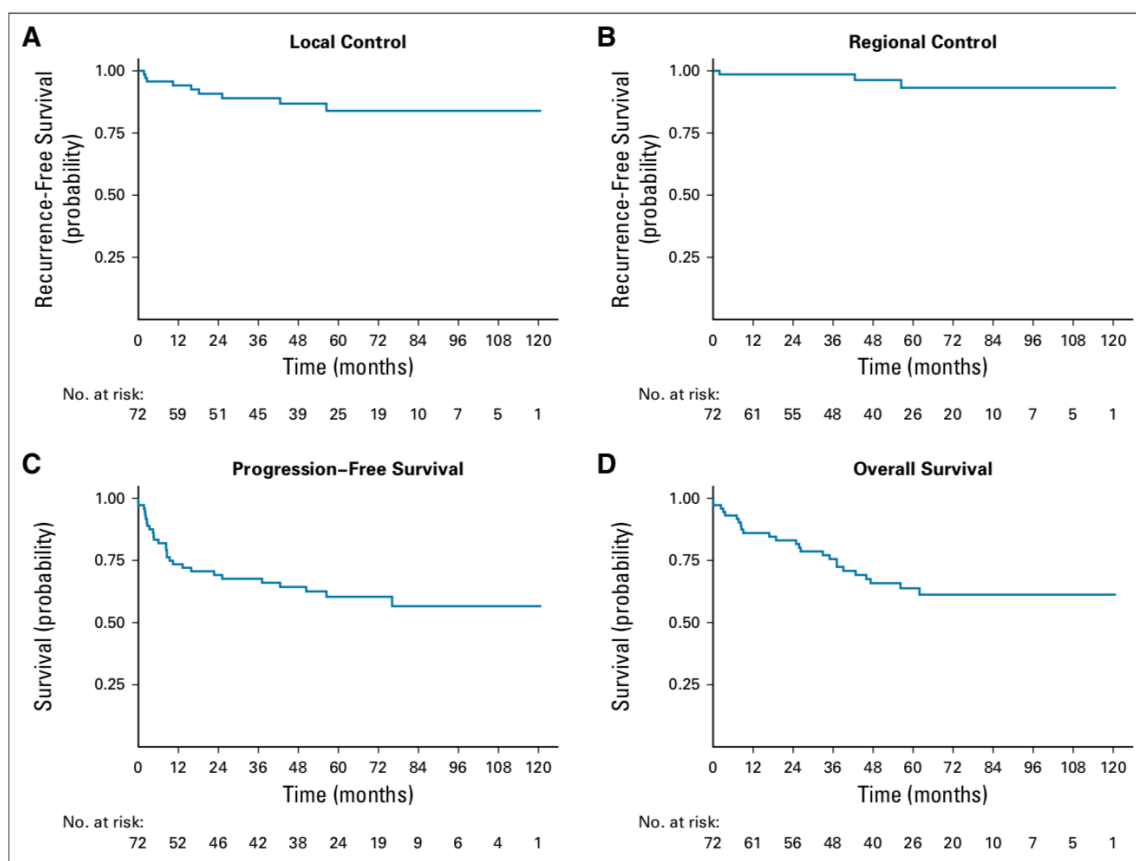 A
Local Control
Recurrence-Free Survival
(probability)
1.00
0.75
0.50
0.25
0 12 24 36 48 60 72 84 96 108 120
Time (months)
No. at risk:
72 59 51 45 39 25 19 10 7 5 1
B
Regional Control
Recurrence-Free Survival
(probability)
1.00
0.75
0.50
0.25
0 12 24 36 48 60 72 84 96 108 120
Time (months)
No. at risk:
72 61 55 48 40 26 20 10 7 5 1
C
Progression–Free Survival
Survival (probability)
1.00
0.75
0.50
0.25
0 12 24 36 48 60 72 84 96 108 120
Time (months)
No. at risk:
72 52 46 42 38 24 19 9 6 4 1
D
Overall Survival
Survival (probability)
1.00
0.75
0.50
0.25
0 12 24 36 48 60 72 84 96 108 120
Time (months)
No. at risk:
72 61 56 48 40 26 20 10 7 5 1